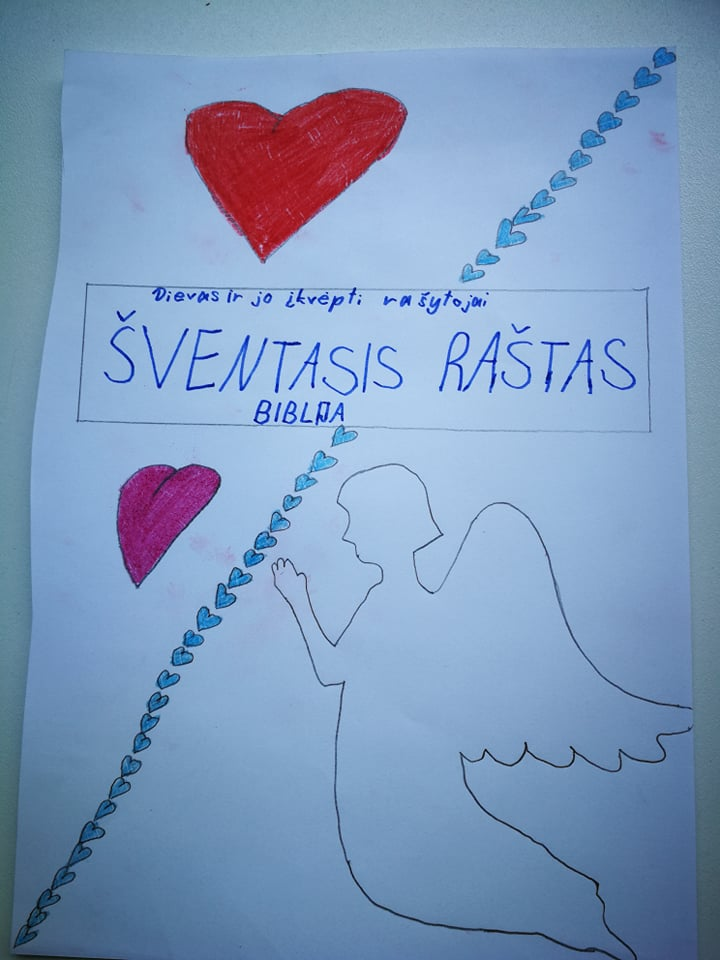 Dievas ir jo įkvėpti rašytojai
ŠVENTASIS RAŠTAS
BIBLIJA